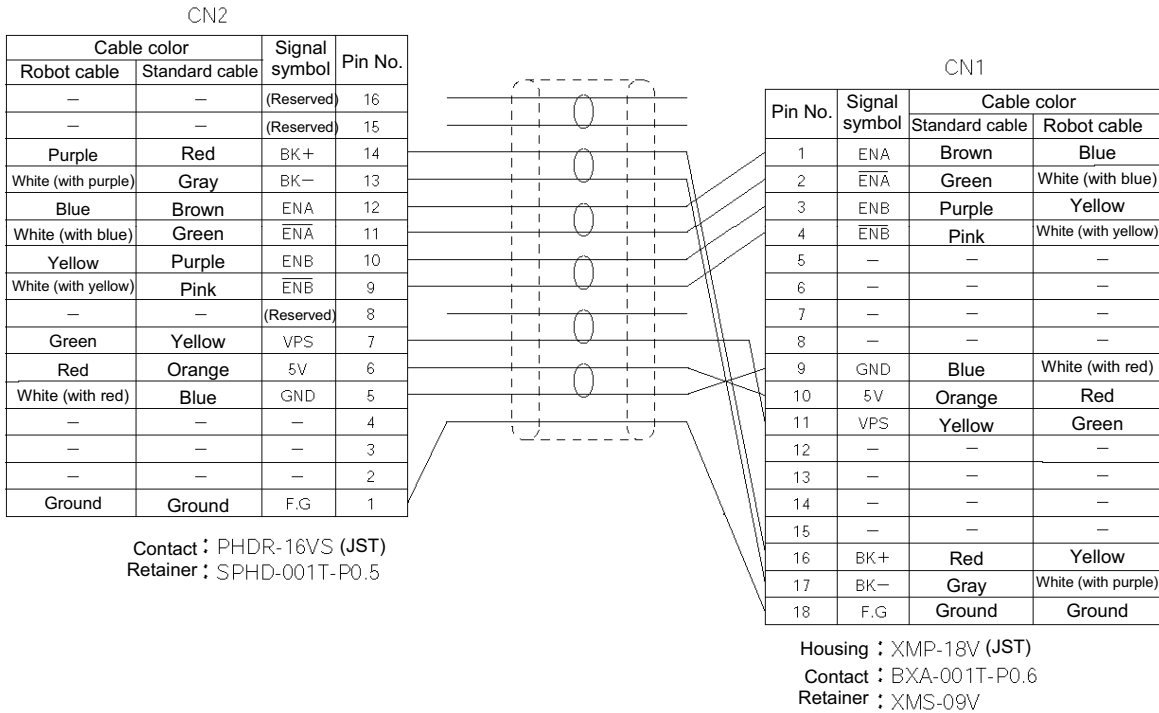 CN2
Cable color Signal symbol Pin No.
Robot cable Standard cable
– – (Reserved) 16
– – (Reserved) 15
Purple Red BK+ 14
White (with purple) Gray BK– 13
Blue Brown ENA 12
White (with blue) Green E̅N̅A̅ 11
Yellow Purple ENB 10
White (with yellow) Pink E̅N̅B̅ 9
– – (Reserved) 8
Green Yellow VPS 7
Red Orange 5V 6
White (with red) Blue GND 5
– – – 4
– – – 3
– – – 2
Ground Ground F.G 1
Contact : PHDR-16VS (JST)
Retainer : SPHD-001T-P0.5
CN1
Pin No. Signal symbol Cable color
Standard cable Robot cable
1 ENA Brown Blue
2 E̅N̅A̅ Green White (with blue)
3 ENB Purple Yellow
4 E̅N̅B̅ Pink White (with yellow)
5 – – –
6 – – –
7 – – –
8 – – –
9 GND Blue White (with red)
10 5V Orange Red
11 VPS Yellow Green
12 – – –
13 – – –
14 – – –
15 – – –
16 BK+ Red Yellow
17 BK– Gray White (with purple)
18 F.G Ground Ground
Housing : XMP-18V (JST)
Contact : BXA-001T-P0.6
Retainer : XMS-09V